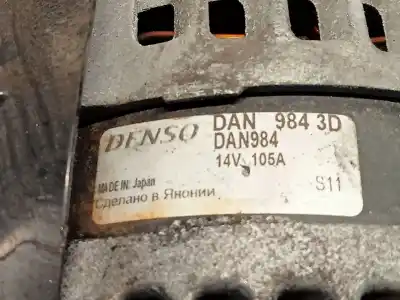 DENSO DAN 984 3D
DAN984
14V 105A
MADE IN: Japan S11
Сделано в Японии